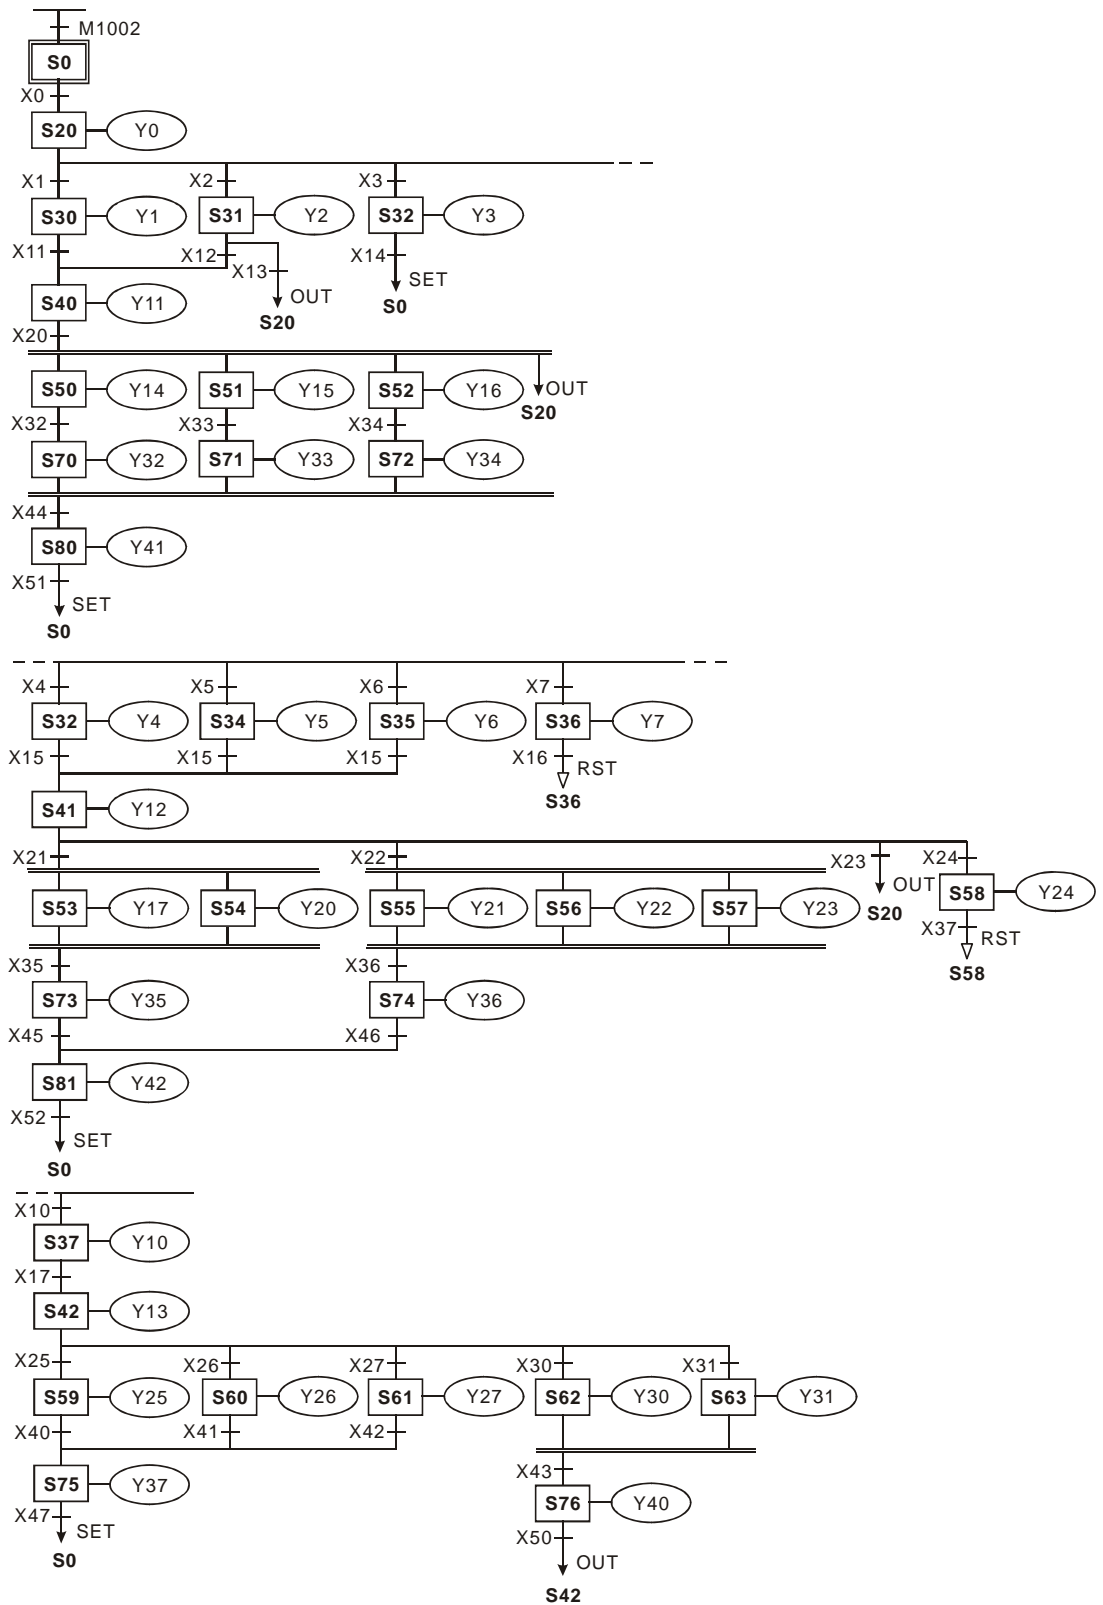 M1002
S0
X0
S20 Y0
X1 X2 X3
S30 Y1 S31 Y2 S32 Y3
X11 X12 X13 X14
OUT SET
S20 S0
S40 Y11
X20
S50 Y14 S51 Y15 S52 Y16 OUT
S20
X32 X33 X34
S70 Y32 S71 Y33 S72 Y34
X44
S80 Y41
X51
SET
S0
X4 X5 X6 X7
S32 Y4 S34 Y5 S35 Y6 S36 Y7
X15 X15 X15 X16
RST
S36
S41 Y12
X21 X22 X23 X24
OUT
S53 Y17 S54 Y20 S55 Y21 S56 Y22 S57 Y23 S20 S58 Y24
X37 RST
S58
X35 X36
S73 Y35 S74 Y36
X45 X46
S81 Y42
X52
SET
S0
X10
S37 Y10
X17
S42 Y13
X25 X26 X27 X30 X31
S59 Y25 S60 Y26 S61 Y27 S62 Y30 S63 Y31
X40 X41 X42
X43
S75 Y37 S76 Y40
X47 X50
SET OUT
S0 S42